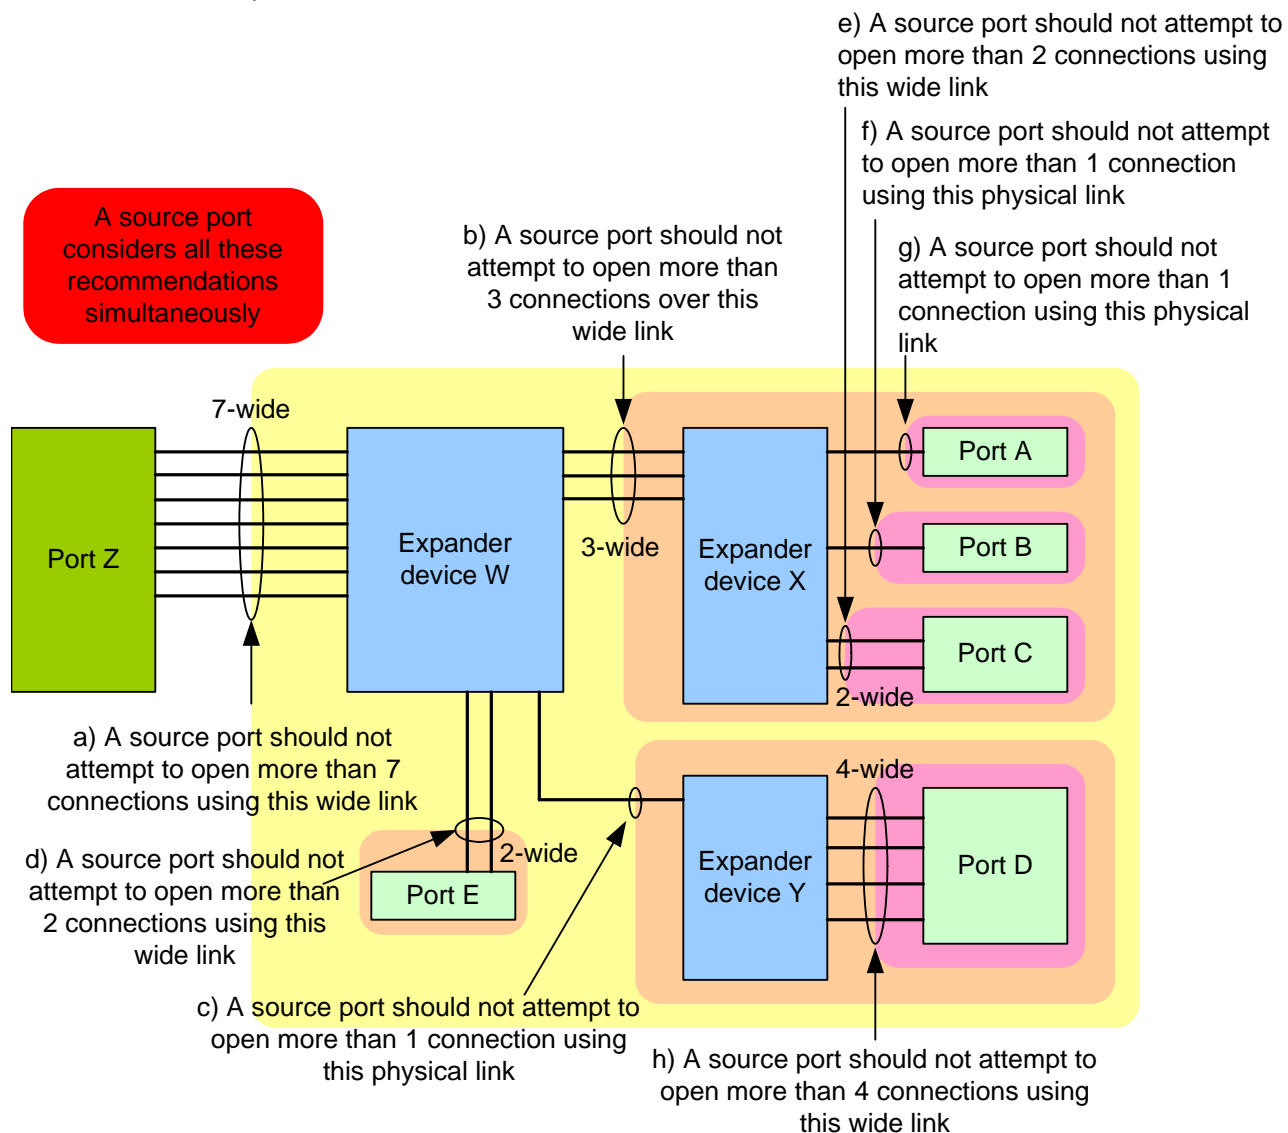 e) A source port should not attempt to
open more than 2 connections using
this wide link
f) A source port should not attempt
to open more than 1 connection
using this physical link
A source port
considers all these
recommendations
simultaneously
b) A source port should not
attempt to open more than
3 connections over this
wide link
g) A source port should not
attempt to open more than 1
connection using this physical
link
7-wide
Port Z
Expander
device W
3-wide
Expander
device X
Port A
Port B
Port C
2-wide
a) A source port should not
attempt to open more than 7
connections using this wide link
4-wide
d) A source port should not
attempt to open more than
2 connections using this
wide link
2-wide
Port E
Expander
device Y
Port D
c) A source port should not attempt to
open more than 1 connection using
this physical link
h) A source port should not attempt to
open more than 4 connections using
this wide link